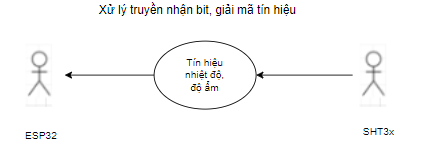 Xử lý truyền nhận bit, giải mã tín hiệu
Tín hiệu
nhiệt độ,
độ ẩm
ESP32
SHT3x